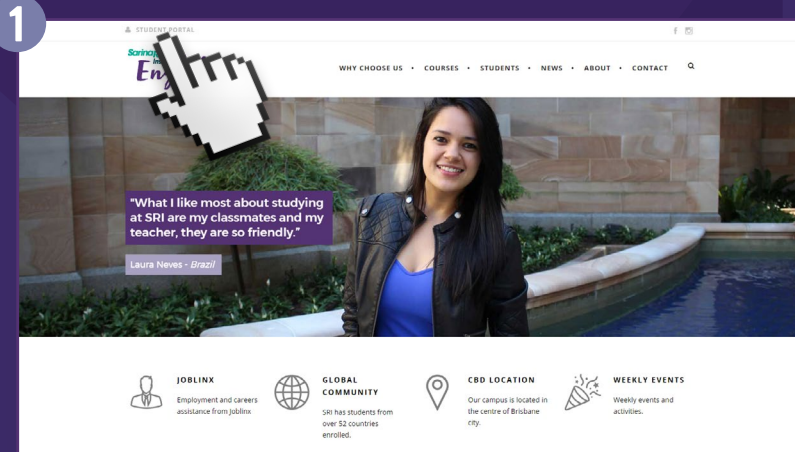 1
STUDENT PORTAL
f
Sarina
En
WHY CHOOSE US • COURSES • STUDENTS • NEWS • ABOUT • CONTACT
"What I like most about studying
at SRI are my classmates and my
teacher, they are so friendly."
Laura Neves - Brazil
JOBLINX
Employment and careers
assistance from Joblinx
GLOBAL
COMMUNITY
SRI has students from
over 52 countries
enrolled.
CBD LOCATION
Our campus is located in
the centre of Brisbane
city.
WEEKLY EVENTS
Weekly events and
activities.